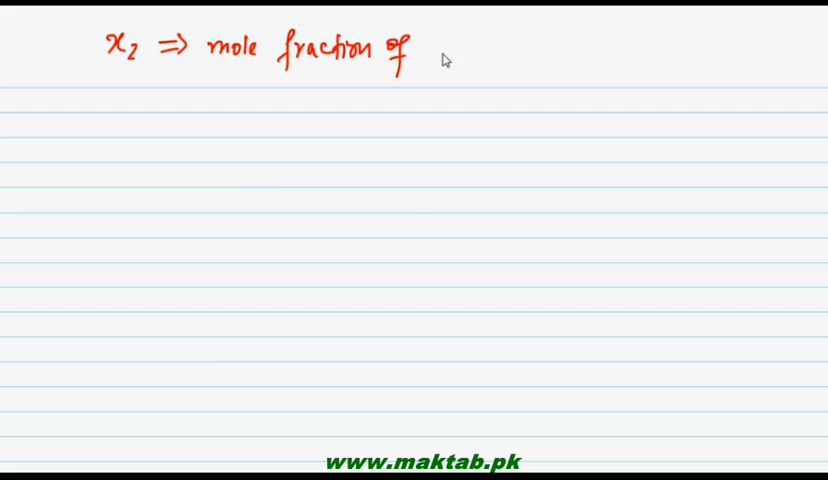 x₂ ⇒ mole fraction of
www.maktab.pk